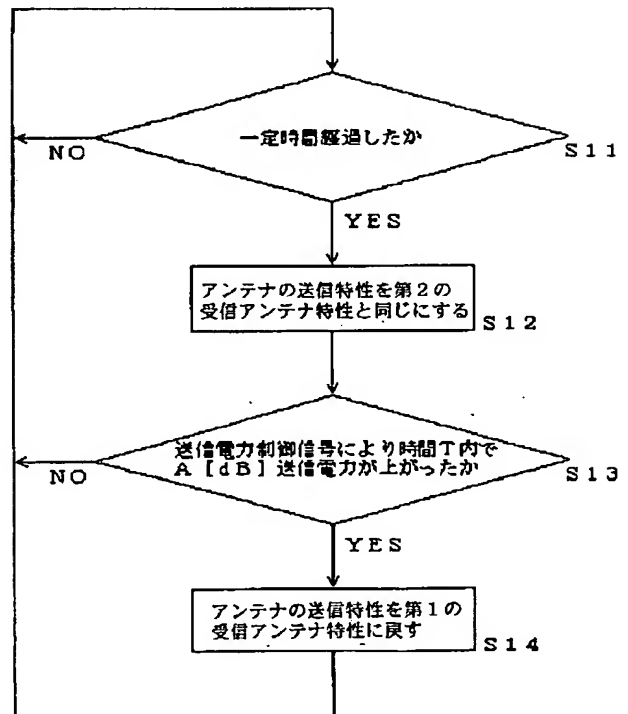 一定時間経過したか
NO
S11
YES
アンテナの送信特性を第2の
受信アンテナ特性と同じにする
S12
送信電力制御信号により時間T内で
A [dB] 送信電力が上がったか
NO
S13
YES
アンテナの送信特性を第1の
受信アンテナ特性に戻す
S14